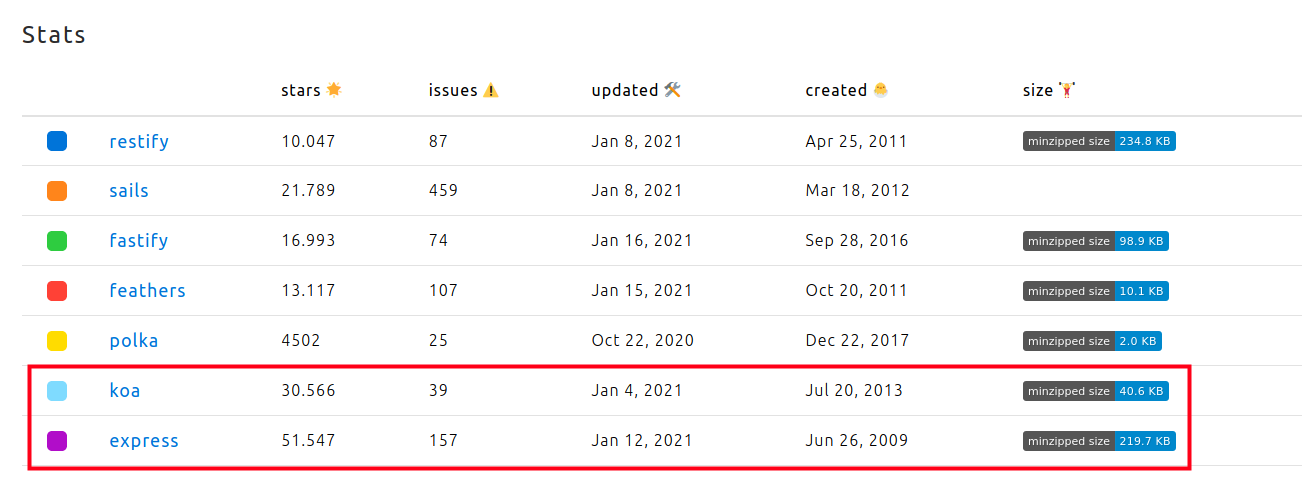 Stats
stars issues updated created size
restify 10.047 87 Jan 8, 2021 Apr 25, 2011 minzipped size 234.8 KB
sails 21.789 459 Jan 8, 2021 Mar 18, 2012
fastify 16.993 74 Jan 16, 2021 Sep 28, 2016 minzipped size 98.9 KB
feathers 13.117 107 Jan 15, 2021 Oct 20, 2011 minzipped size 10.1 KB
polka 4502 25 Oct 22, 2020 Dec 22, 2017 minzipped size 2.0 KB
koa 30.566 39 Jan 4, 2021 Jul 20, 2013 minzipped size 40.6 KB
express 51.547 157 Jan 12, 2021 Jun 26, 2009 minzipped size 219.7 KB